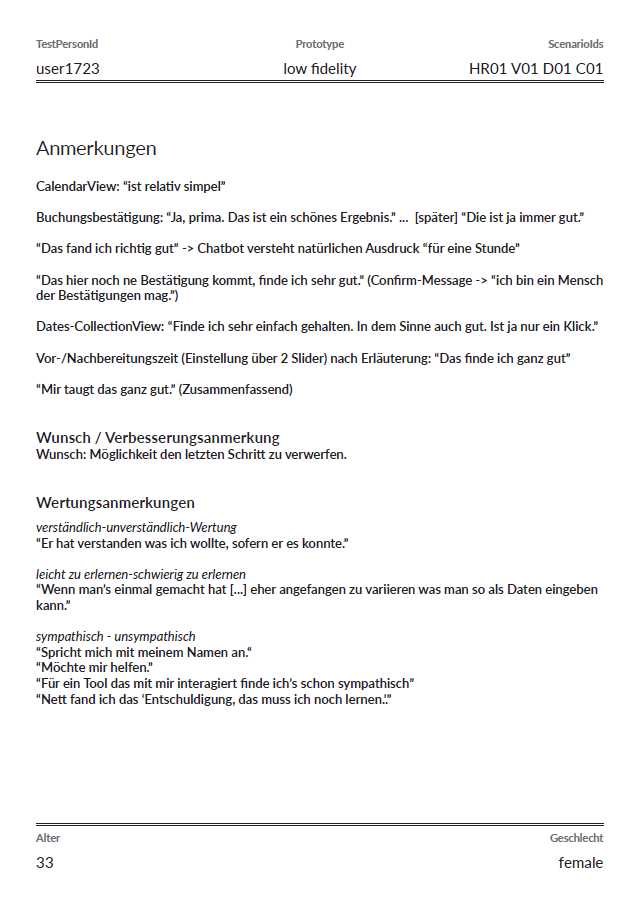 TestPersonId Prototype ScenarioIds
user1723 low fidelity HR01 V01 D01 C01
Anmerkungen
CalendarView: “ist relativ simpel”
Buchungsbestätigung: “Ja, prima. Das ist ein schönes Ergebnis.” ... [später] “Die ist ja immer gut.”
“Das fand ich richtig gut” -> Chatbot versteht natürlichen Ausdruck “für eine Stunde”
“Das hier noch ne Bestätigung kommt, finde ich sehr gut.” (Confirm-Message -> “ich bin ein Mensch
der Bestätigungen mag.”)
Dates-CollectionView: “Finde ich sehr einfach gehalten. In dem Sinne auch gut. Ist ja nur ein Klick.”
Vor-/Nachbereitungszeit (Einstellung über 2 Slider) nach Erläuterung: “Das finde ich ganz gut”
“Mir taugt das ganz gut.” (Zusammenfassend)
Wunsch / Verbesserungsanmerkung
Wunsch: Möglichkeit den letzten Schritt zu verwerfen.
Wertungsanmerkungen
verständlich-unverständlich-Wertung
“Er hat verstanden was ich wollte, sofern er es konnte.”
leicht zu erlernen-schwierig zu erlernen
“Wenn man’s einmal gemacht hat [...] eher angefangen zu variieren was man so als Daten eingeben
kann.”
sympathisch - unsympathisch
“Spricht mich mit meinem Namen an.“
“Möchte mir helfen.”
“Für ein Tool das mit mir interagiert finde ich’s schon sympathisch”
“Nett fand ich das ‘Entschuldigung, das muss ich noch lernen..’”
Alter Geschlecht
33 female